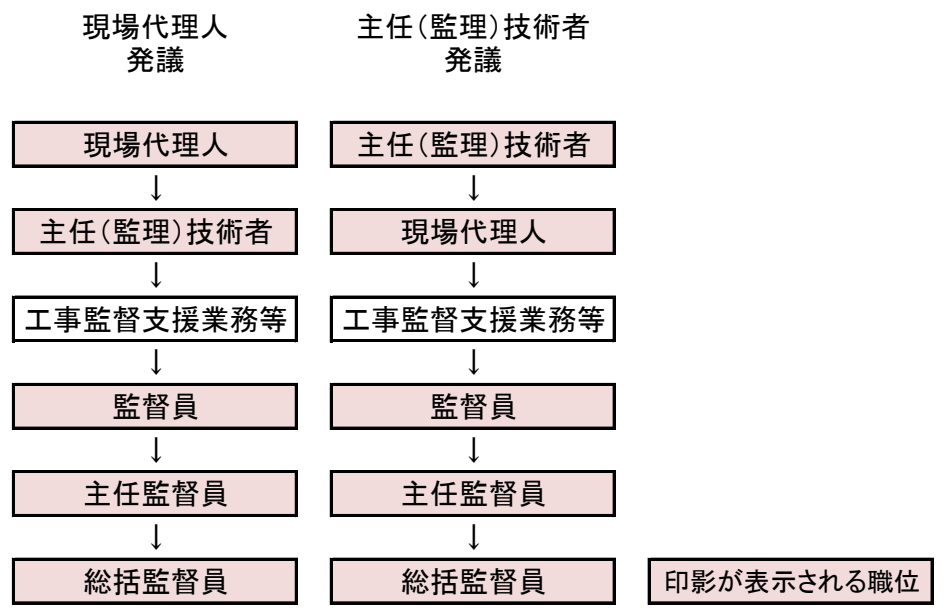 現場代理人
発議
現場代理人
↓
主任(監理)技術者
↓
工事監督支援業務等
↓
監督員
↓
主任監督員
↓
総括監督員
主任(監理)技術者
発議
主任(監理)技術者
↓
現場代理人
↓
工事監督支援業務等
↓
監督員
↓
主任監督員
↓
総括監督員
印影が表示される職位